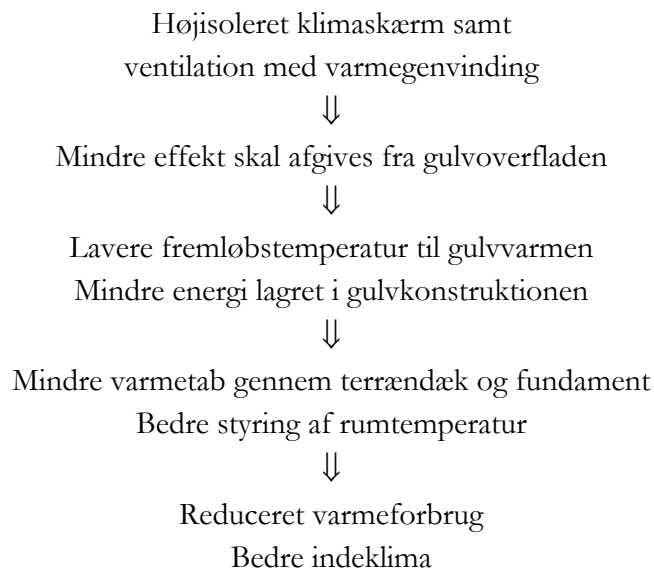 Højisoleret klimaskærm samt
ventilation med varmegenvinding
⇓
Mindre effekt skal afgives fra gulvoverfladen
⇓
Lavere fremløbstemperatur til gulvvarmen
Mindre energi lagret i gulvkonstruktionen
⇓
Mindre varmetab gennem terrændæk og fundament
Bedre styring af rumtemperatur
⇓
Reduceret varmeforbrug
Bedre indeklima